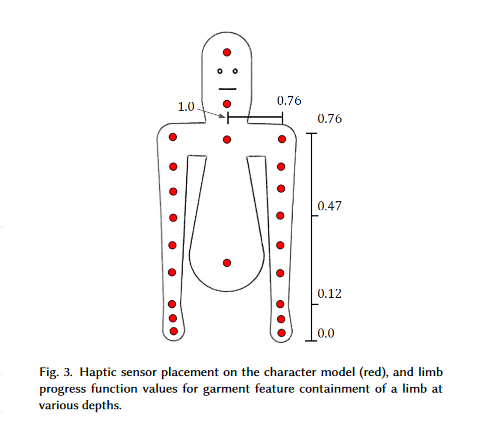 1.0
0.76
0.76
0.47
0.12
0.0
Fig. 3. Haptic sensor placement on the character model (red), and limb
progress function values for garment feature containment of a limb at
various depths.